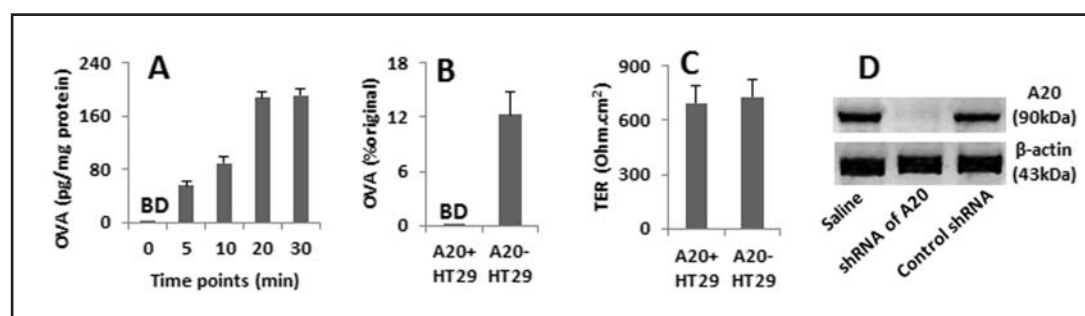 A
OVA (pg/mg protein)
240
160
80
0
BD
0 5 10 20 30
Time points (min)
B
OVA (%original)
18
12
6
0
BD
A20+ A20-
HT29 HT29
C
TER (Ohm.cm²)
900
600
300
0
A20+ A20-
HT29 HT29
D
A20
(90kDa)
β-actin
(43kDa)
Saline
shRNA of A20
Control shRNA